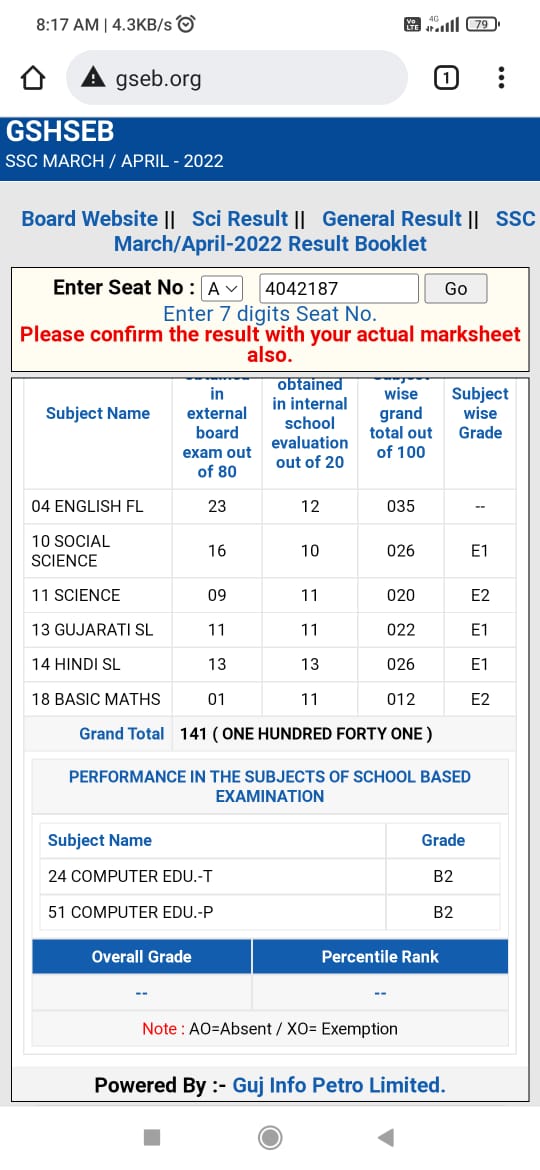 8:17 AM | 4.3KB/s
Vo LTE 4G 79
gseb.org 1
GSHSEB
SSC MARCH / APRIL - 2022
Board Website || Sci Result || General Result || SSC
March/April-2022 Result Booklet
Enter Seat No : A 4042187 Go
Enter 7 digits Seat No.
Please confirm the result with your actual marksheet
also.
Subject Name
in
external
board
exam out
of 80
obtained
in internal
school
evaluation
out of 20
wise
grand
total out
of 100
Subject
wise
Grade
04 ENGLISH FL 23 12 035 --
10 SOCIAL
SCIENCE 16 10 026 E1
11 SCIENCE 09 11 020 E2
13 GUJARATI SL 11 11 022 E1
14 HINDI SL 13 13 026 E1
18 BASIC MATHS 01 11 012 E2
Grand Total 141 ( ONE HUNDRED FORTY ONE )
PERFORMANCE IN THE SUBJECTS OF SCHOOL BASED
EXAMINATION
Subject Name Grade
24 COMPUTER EDU.-T B2
51 COMPUTER EDU.-P B2
Overall Grade Percentile Rank
-- --
Note : AO=Absent / XO= Exemption
Powered By :- Guj Info Petro Limited.